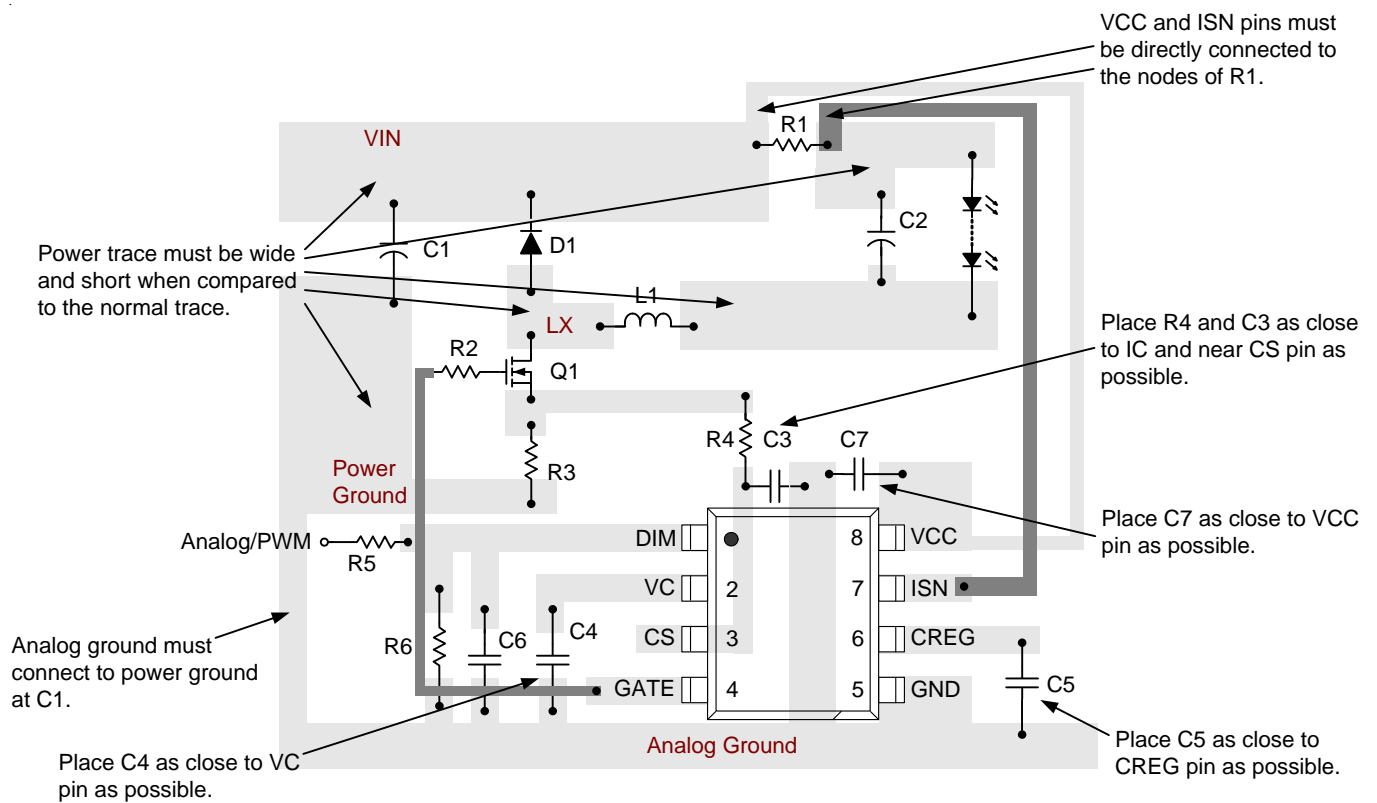 VCC and ISN pins must
be directly connected to
the nodes of R1.
R1
VIN
C2
C1
D1
Power trace must be wide
and short when compared
to the normal trace.
L1
LX
Place R4 and C3 as close
to IC and near CS pin as
possible.
R2
Q1
R4
C3
C7
R3
Power
Ground
Place C7 as close to VCC
pin as possible.
Analog/PWM
R5
DIM
8
VCC
VC
2
7
ISN
CS
3
6
CREG
R6
C6
C4
Analog ground must
connect to power ground
at C1.
GATE
4
5
GND
C5
Analog Ground
Place C5 as close to
CREG pin as possible.
Place C4 as close to VC
pin as possible.